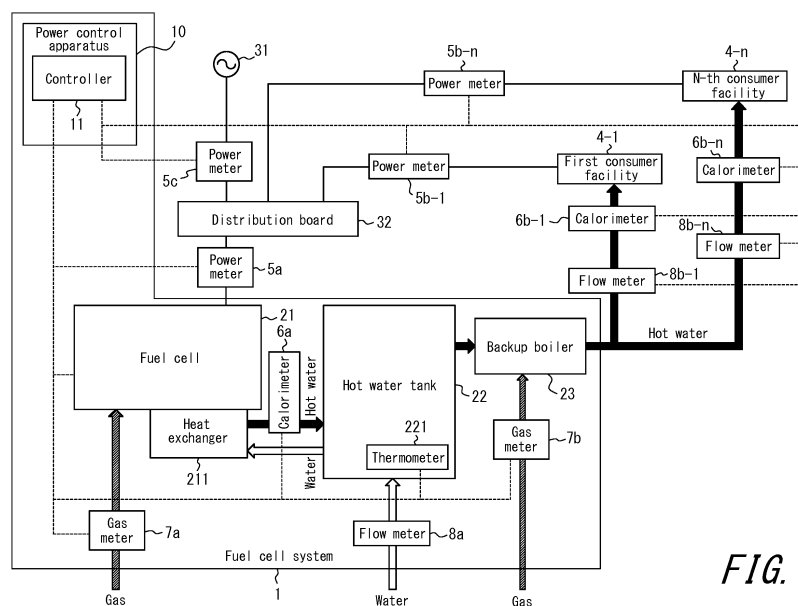 Power control
apparatus
10
Controller
11
31
5b-n
Power meter
4-n
N-th consumer
facility
Power
meter
5c
Power meter
5b-1
4-1
First consumer
facility
6b-n
Calorimeter
Distribution board
32
6b-1
Calorimeter
8b-n
Flow meter
Power
meter
5a
Flow meter
8b-1
21
Fuel cell
6a
Calorimeter
Hot water
Hot water tank
22
Backup boiler
23
Hot water
Heat
exchanger
211
Water
221
Thermometer
Gas
meter
7b
Gas
meter
7a
Flow meter
8a
Fuel cell system
1
Gas
Water
Gas
FIG.